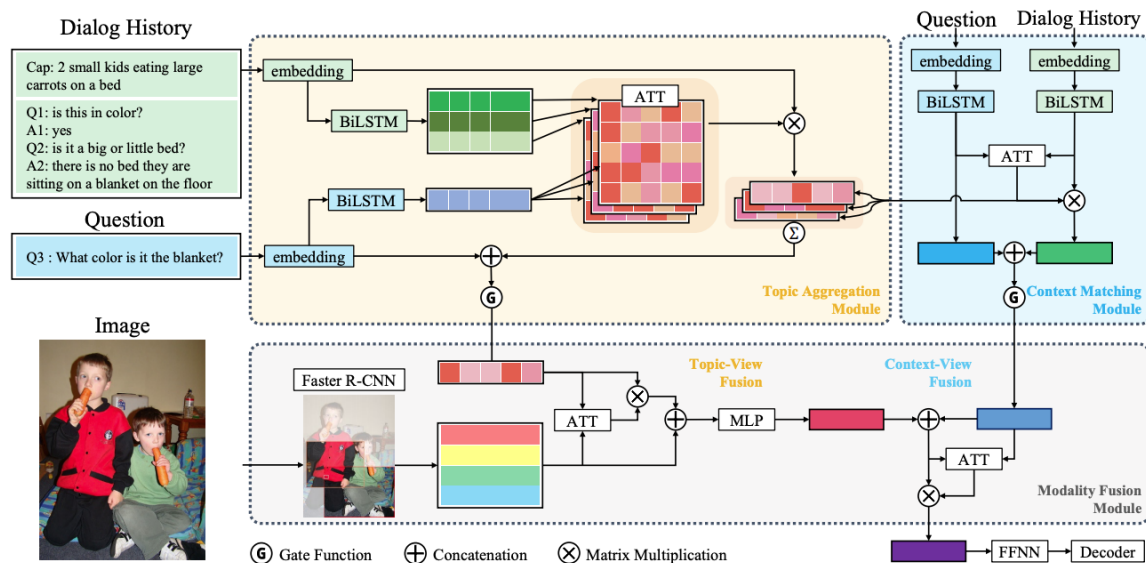 Dialog History
Cap: 2 small kids eating large
carrots on a bed
Q1: is this in color?
A1: yes
Q2: is it a big or little bed?
A2: there is no bed they are
sitting on a blanket on the floor
Question
Q3 : What color is it the blanket?
Image
embedding
BiLSTM
ATT
BiLSTM
embedding
Σ
G
Topic Aggregation
Module
Question
Dialog History
embedding
embedding
BiLSTM
BiLSTM
ATT
G
Context Matching
Module
Faster R-CNN
ATT
Topic-View
Fusion
MLP
Context-View
Fusion
ATT
Modality Fusion
Module
FFNN
Decoder
G Gate Function
Concatenation
Matrix Multiplication